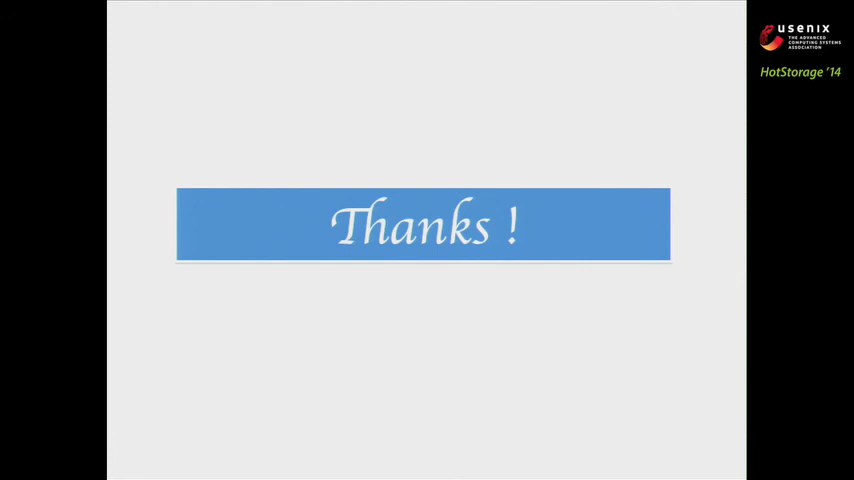 Thanks !
usenix
THE ADVANCED
COMPUTING SYSTEMS
ASSOCIATION
HotStorage '14